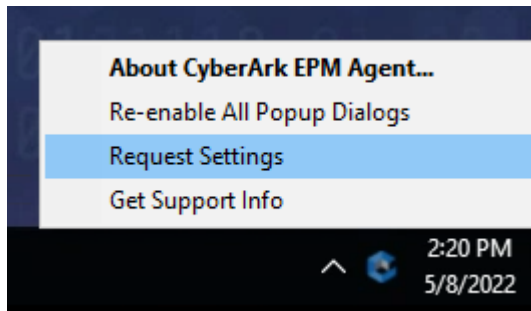 About CyberArk EPM Agent...
Re-enable All Popup Dialogs
Request Settings
Get Support Info
2:20 PM
5/8/2022